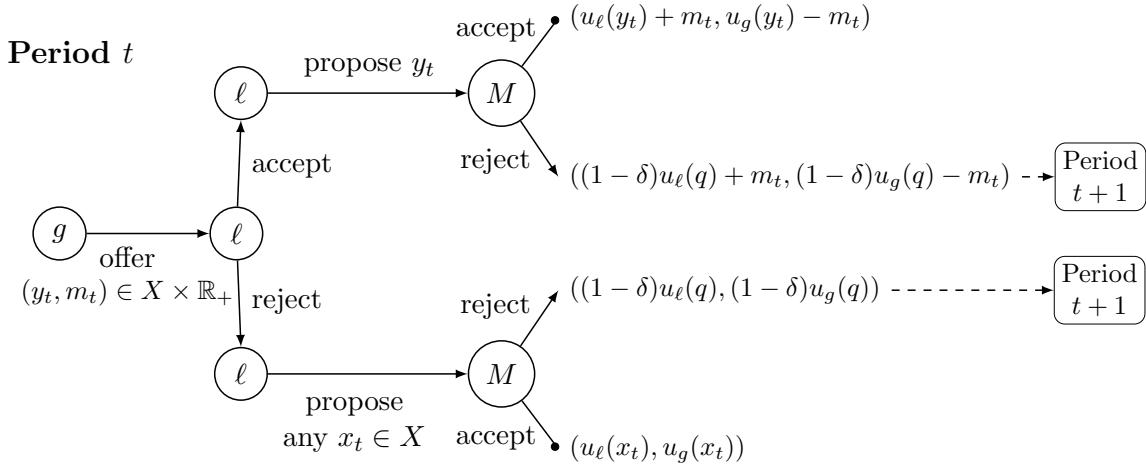 Period t
accept
(u_ℓ(y_t) + m_t, u_g(y_t) − m_t)
ℓ
propose y_t
M
accept
reject
((1−δ)u_ℓ(q) + m_t, (1−δ)u_g(q) − m_t)
Period
t + 1
g
offer
(y_t, m_t) ∈ X × ℝ₊
ℓ
reject
reject
((1−δ)u_ℓ(q), (1−δ)u_g(q))
Period
t + 1
ℓ
propose
any x_t ∈ X
M
accept
(u_ℓ(x_t), u_g(x_t))